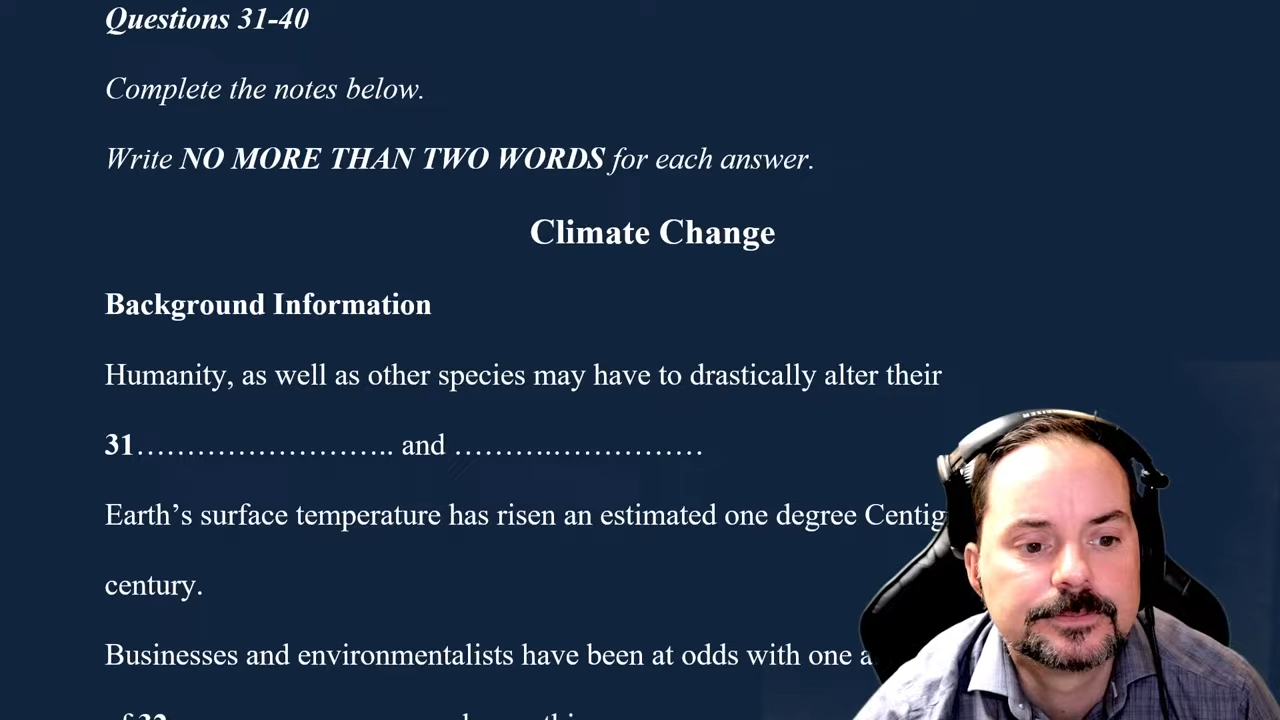 Questions 31-40
Complete the notes below.
Write NO MORE THAN TWO WORDS for each answer.
Climate Change
Background Information
Humanity, as well as other species may have to drastically alter their
31…………………….. and ………..……………
Earth’s surface temperature has risen an estimated one degree
century.
Businesses and environmentalists have been at odds with one
of 32